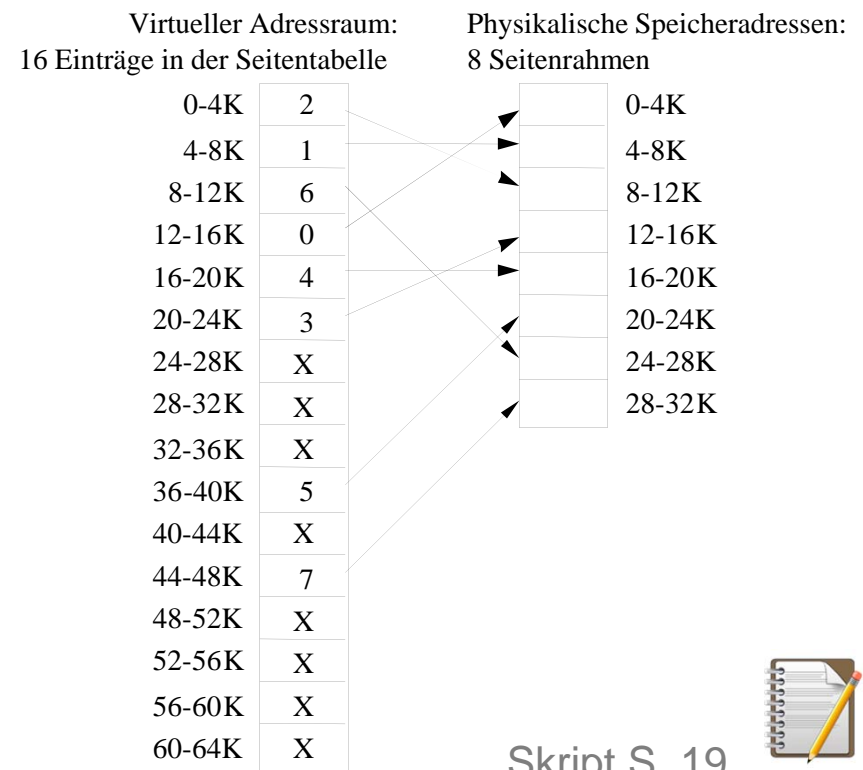 Virtueller Adressraum: Physikalische Speicheradressen:
16 Einträge in der Seitentabelle 8 Seitenrahmen
0-4K 2 0-4K
4-8K 1 4-8K
8-12K 6 8-12K
12-16K 0 12-16K
16-20K 4 16-20K
20-24K 3 20-24K
24-28K X 24-28K
28-32K X 28-32K
32-36K X
36-40K 5
40-44K X
44-48K 7
48-52K X
52-56K X
56-60K X
60-64K X
Skript S. 19